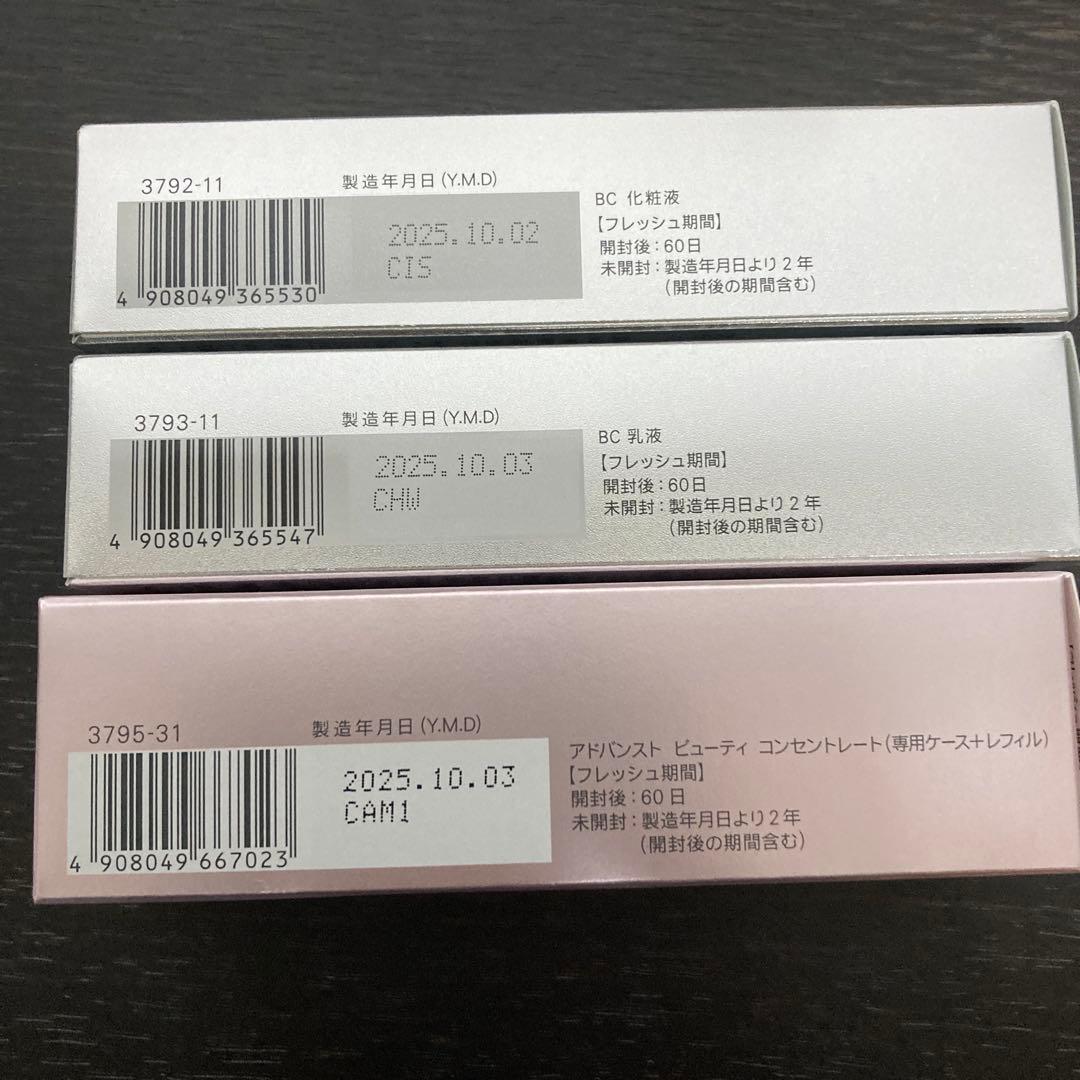 3792-11
製造年月日(Y.M.D)
2025.10.02
CIS
4 908049 365530
BC 化粧液
【フレッシュ期間】
開封後:60日
未開封:製造年月日より2年
(開封後の期間含む)
3793-11
製造年月日(Y.M.D)
2025.10.03
CHW
4 908049 365547
BC 乳液
【フレッシュ期間】
開封後:60日
未開封:製造年月日より2年
(開封後の期間含む)
3795-31
製造年月日(Y.M.D)
2025.10.03
CAM1
4 908049 667023
アドバンスト ビューティ コンセントレート(専用ケース+レフィル)
【フレッシュ期間】
開封後:60日
未開封:製造年月日より2年
(開封後の期間含む)